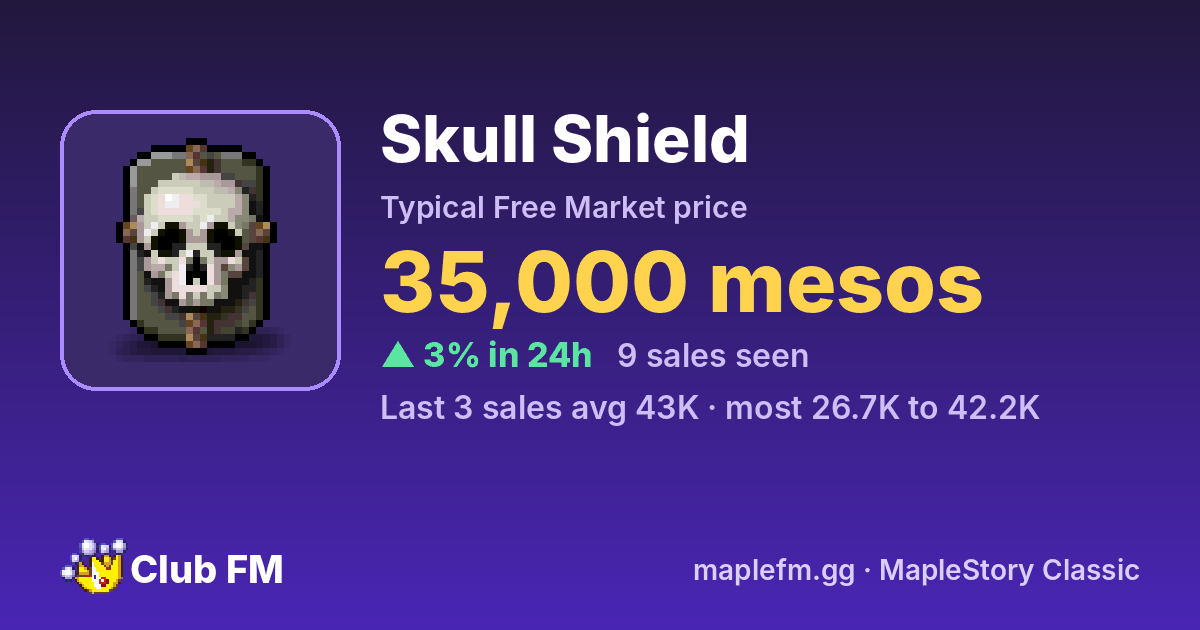 Skull Shield
Typical Free Market price
35,000 mesos
▲ 3% in 24h 9 sales seen
Last 3 sales avg 43K · most 26.7K to 42.2K
Club FM
maplefm.gg · MapleStory Classic